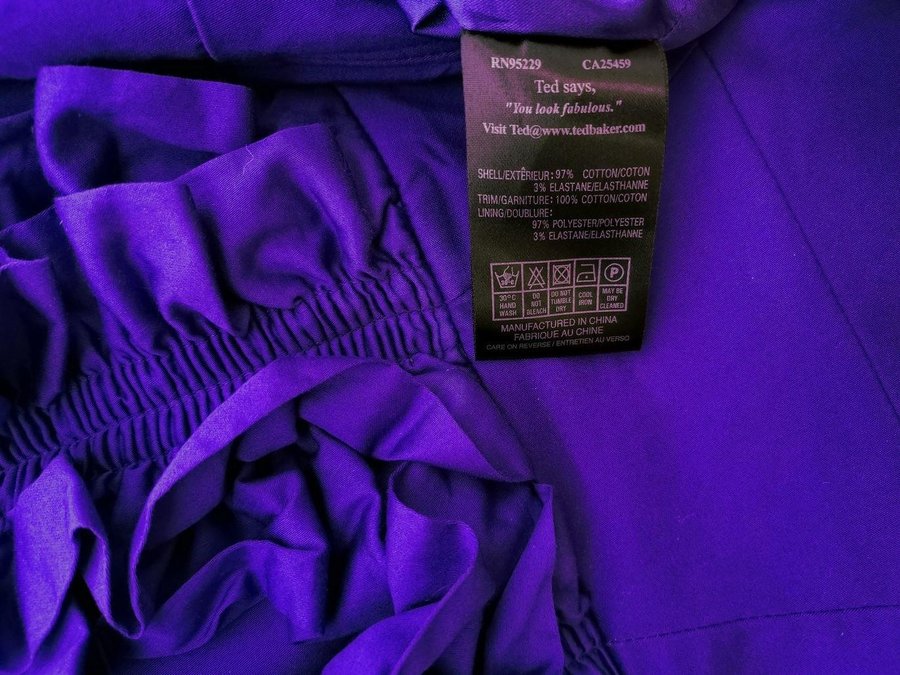 RN95229 CA25459
Ted says,
"You look fabulous."
Visit Ted@www.tedbaker.com
SHELL/EXTÊRIEUR: 97% COTTON/COTON
3% ELASTANE/ELASTHANNE
TRIM/GARNITURE: 100% COTTON/COTON
LINING/DOUBLURE:
97% POLYESTER/POLYESTER
3% ELASTANE/ELASTHANNE
30°C P
30°C HAND WASH
DO NOT BLEACH
DO NOT TUMBLE DRY
COOL IRON
MAY BE DRY CLEANED
MANUFACTURED IN CHINA
FABRIQUE AU CHINE
CARE ON REVERSE / ENTRETIEN AU VERSO